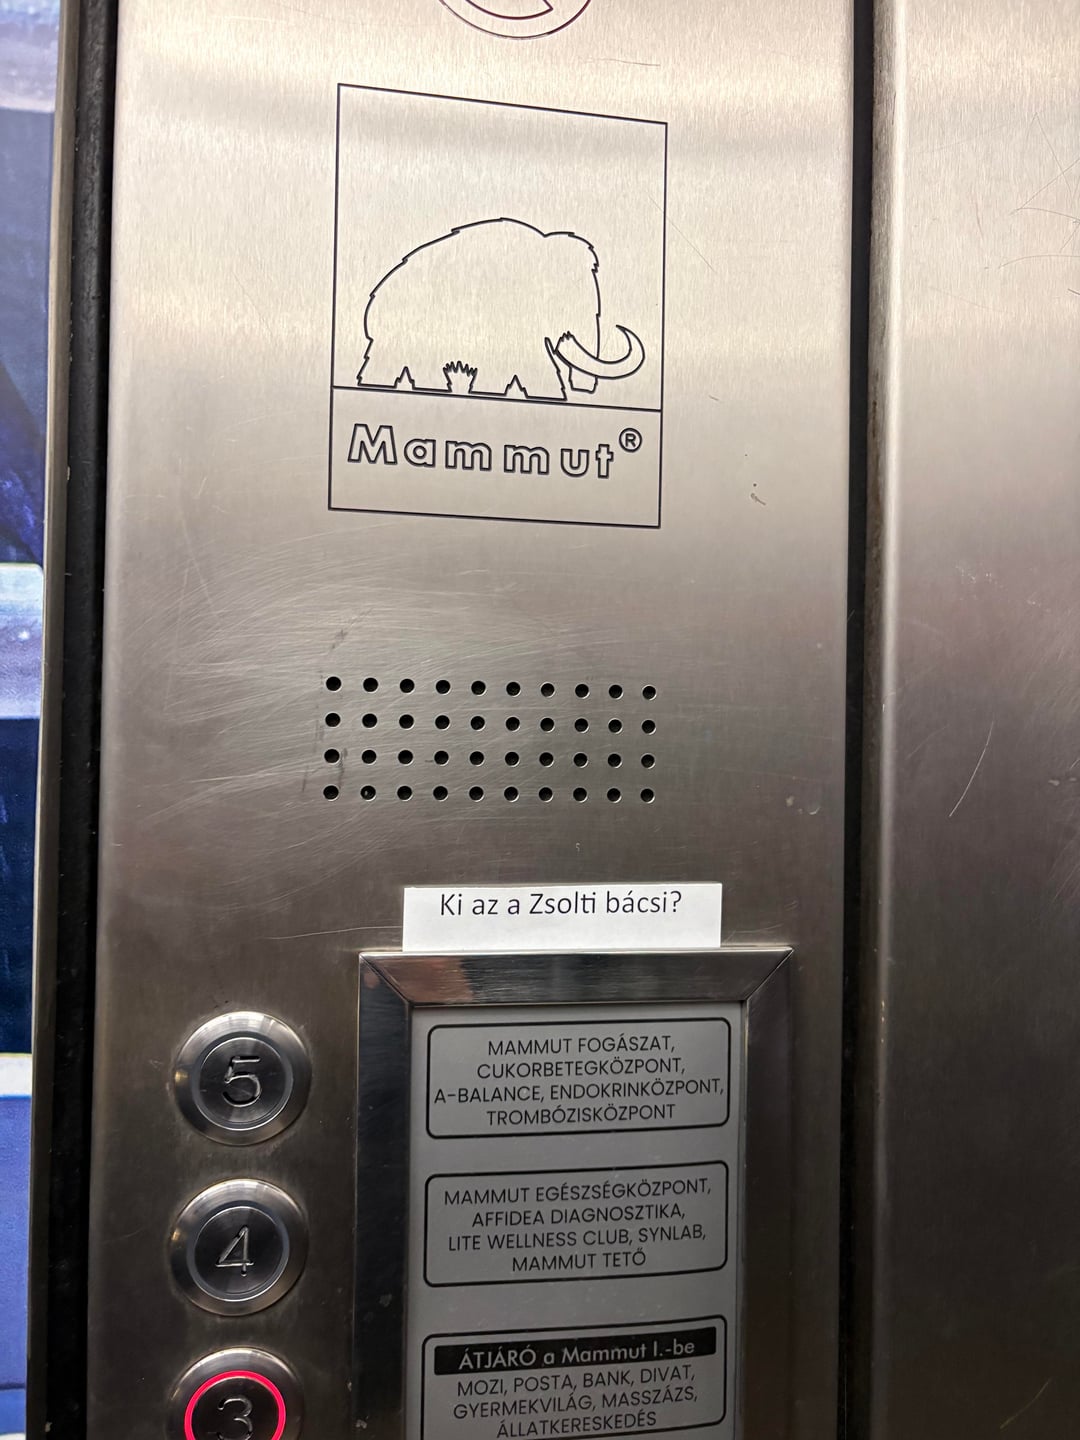 Mammut®
Ki az a Zsolti bácsi?
5
MAMMUT FOGÁSZAT,
CUKORBETEGKÖZPONT,
A-BALANCE, ENDOKRINKÖZPONT,
TROMBÓZISKÖZPONT
4
MAMMUT EGÉSZSÉGKÖZPONT,
AFFIDEA DIAGNOSZTIKA,
LITE WELLNESS CLUB, SYNLAB,
MAMMUT TETŐ
3
ÁTJÁRÓ a Mammut I.-be
MOZI, POSTA, BANK, DIVAT,
GYERMEKVILÁG, MASSZÁZS,
ÁLLATKERESKEDÉS